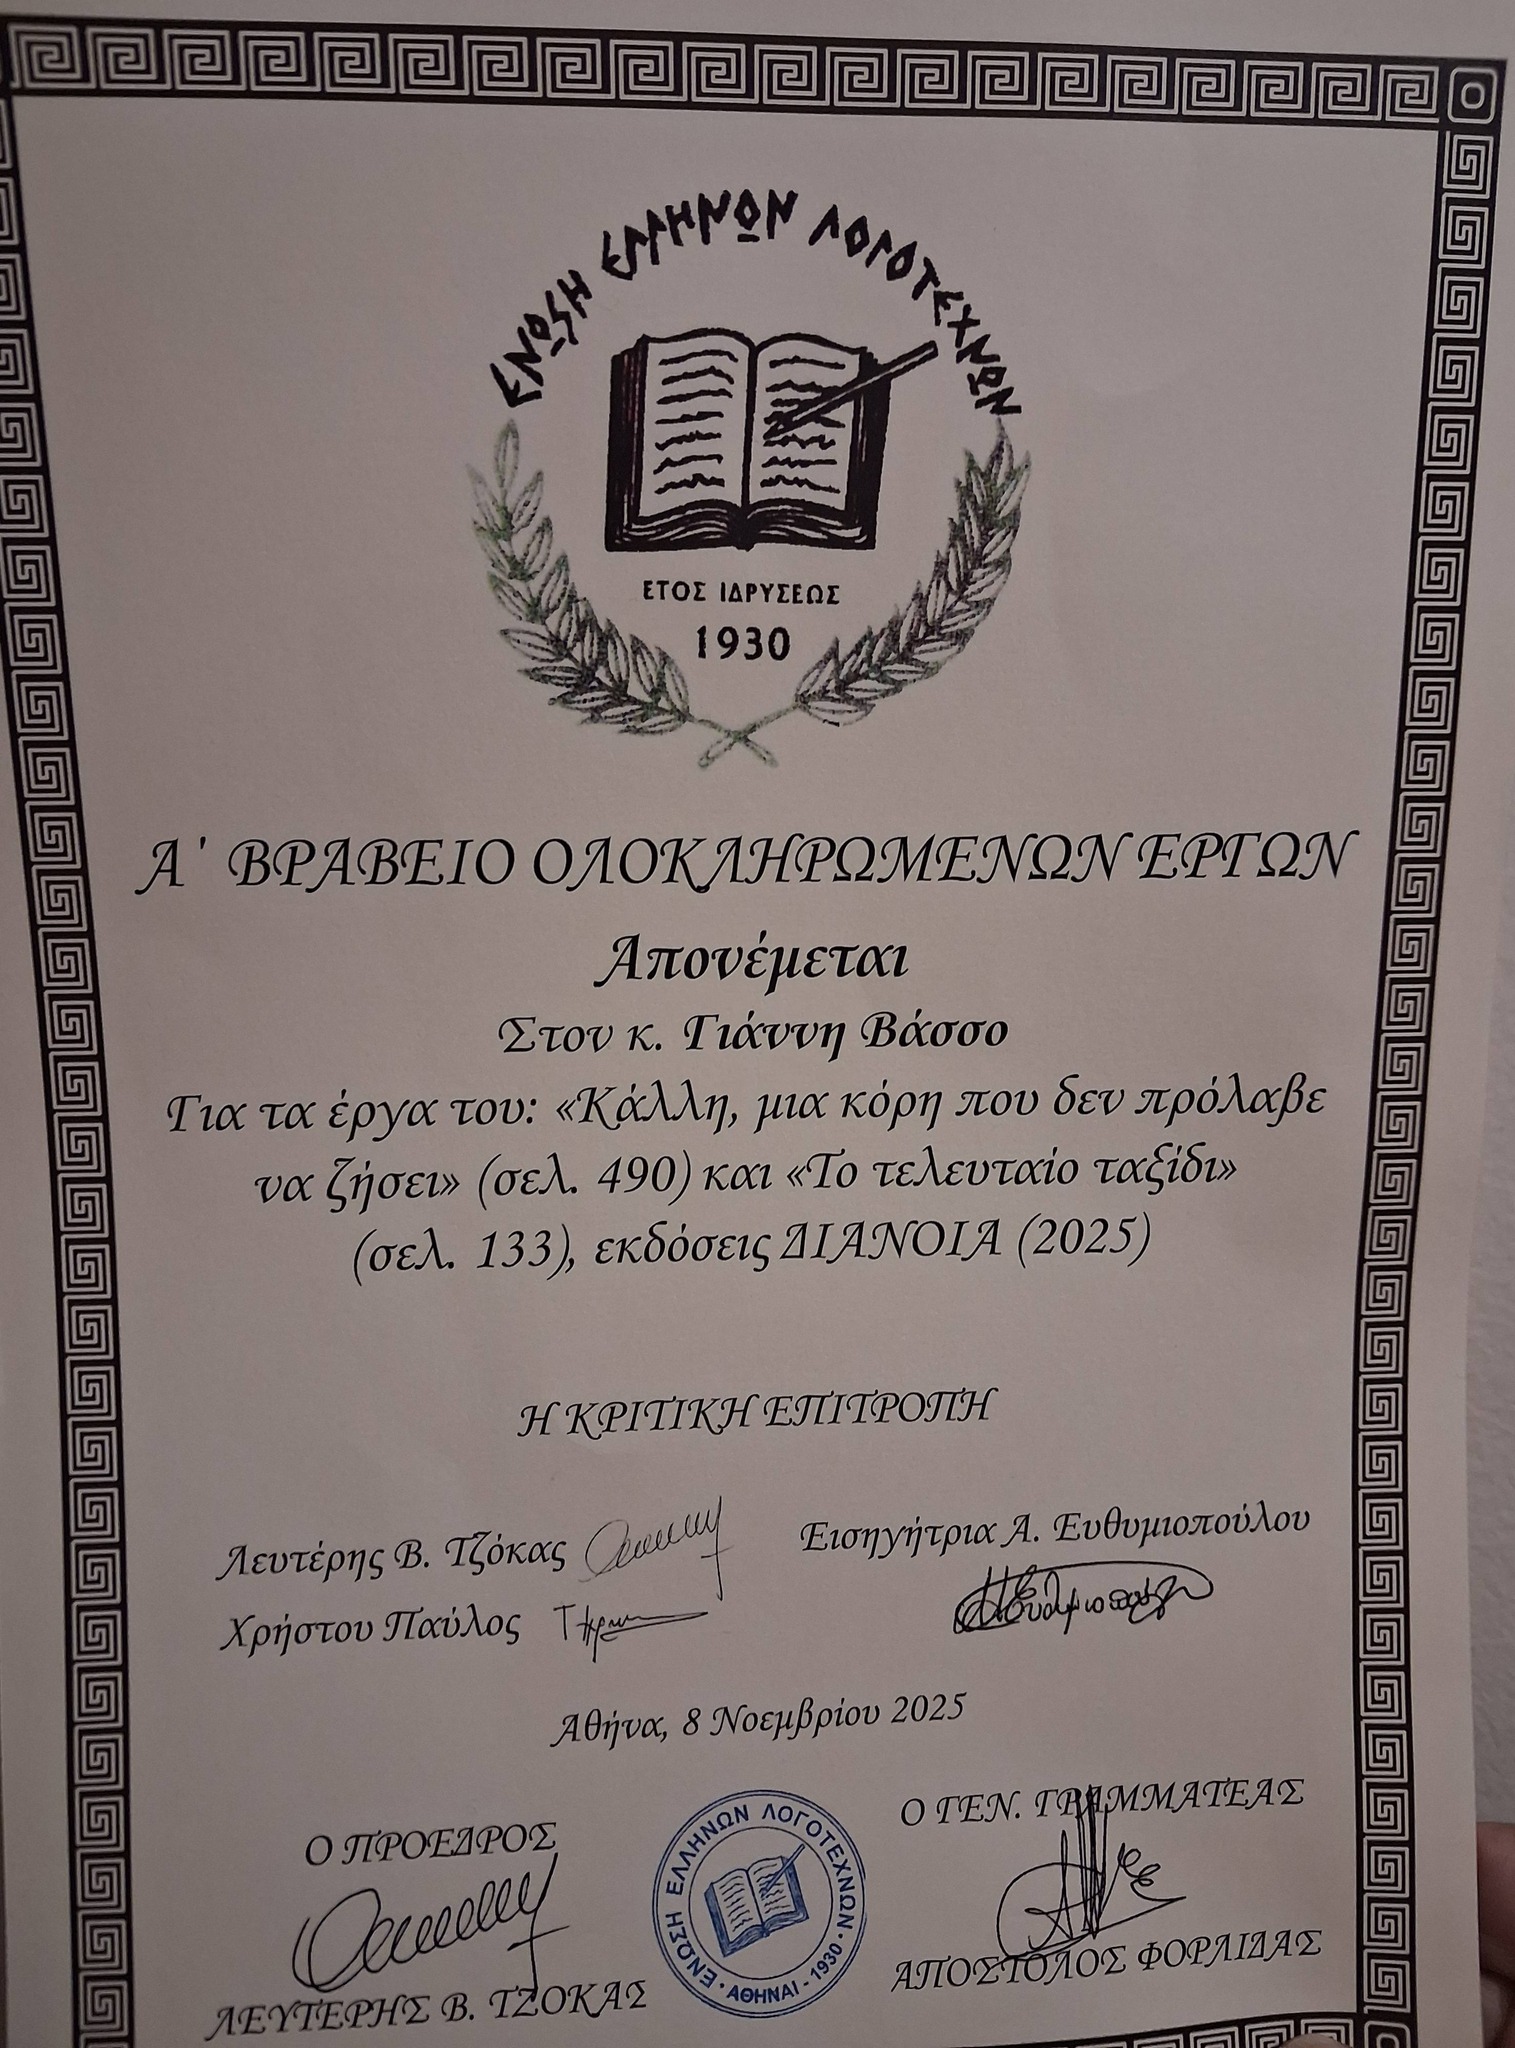 ΕΝΩΣΗ ΕΛΛΗΝΩΝ ΛΟΓΟΤΕΧΝΩΝ
ΕΤΟΣ ΙΔΡΥΣΕΩΣ
1930
Α΄ ΒΡΑΒΕΙΟ ΟΛΟΚΛΗΡΩΜΕΝΩΝ ΕΡΓΩΝ
Απονέμεται
Στον κ. Γιάννη Βάσσο
Για τα έργα του: «Κάλλη, μια κόρη που δεν πρόλαβε
να ζήσει» (σελ. 490) και «Το τελευταίο ταξίδι»
(σελ. 133), εκδόσεις ΔΙΑΝΟΙΑ (2025)
Η ΚΡΙΤΙΚΗ ΕΠΙΤΡΟΠΗ
Λευτέρης Β. Τζόκας
Εισηγήτρια Α. Ευθυμιοπούλου
Χρήστου Παύλος
Αθήνα, 8 Νοεμβρίου 2025
Ο ΠΡΟΕΔΡΟΣ
Ο ΓΕΝ. ΓΡΑΜΜΑΤΕΑΣ
ΕΝΩΣΗ ΕΛΛΗΝΩΝ ΛΟΓΟΤΕΧΝΩΝ
· ΑΘΗΝΑΙ - 1930 ·
ΛΕΥΤΕΡΗΣ Β. ΤΖΟΚΑΣ
ΑΠΟΣΤΟΛΟΣ ΦΟΡΛΙΔΑΣ